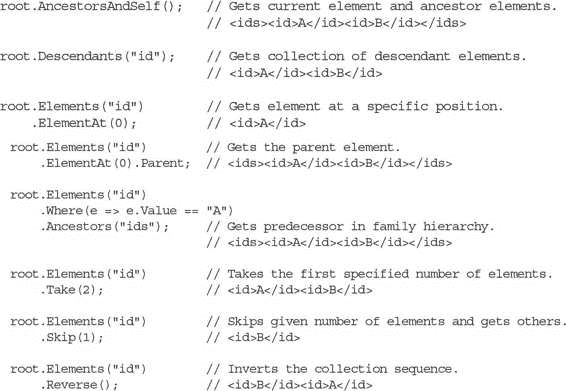 root.AncestorsAndSelf();   // Gets current element and ancestor elements.
                           // <ids><id>A</id><id>B</id></ids>
root.Descendants("id");    // Gets collection of descendant elements.
                           // <id>A</id><id>B</id>
root.Elements("id")        // Gets element at a specific position.
    .ElementAt(0);         // <id>A</id>
root.Elements("id")        // Gets the parent element.
    .ElementAt(0).Parent;  // <ids><id>A</id><id>B</id></ids>
root.Elements("id")
    .Where(e => e.Value == "A")
    .Ancestors("ids");     // Gets predecessor in family hierarchy.
                           // <ids><id>A</id><id>B</id></ids>
root.Elements("id")        // Takes the first specified number of elements.
    .Take(2);              // <id>A</id><id>B</id>
root.Elements("id")        // Skips given number of elements and gets others.
    .Skip(1);              // <id>B</id>
root.Elements("id")        // Inverts the collection sequence.
    .Reverse();            // <id>B</id><id>A</id>